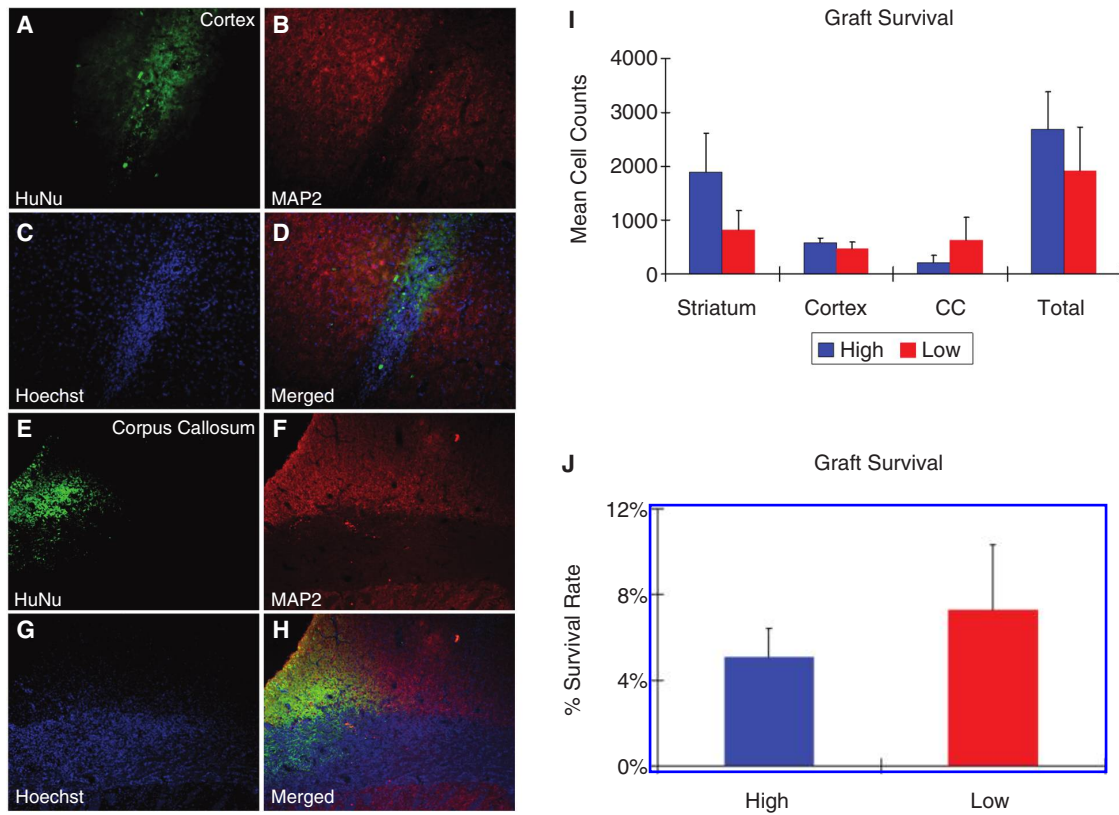 A
Cortex
HuNu
B
MAP2
C
Hoechst
D
Merged
E
Corpus Callosum
HuNu
F
MAP2
G
Hoechst
H
Merged
I
Graft Survival
Mean Cell Counts
4000
3000
2000
1000
0
Striatum Cortex CC Total
High Low
J
Graft Survival
% Survival Rate
12%
8%
4%
0%
High Low